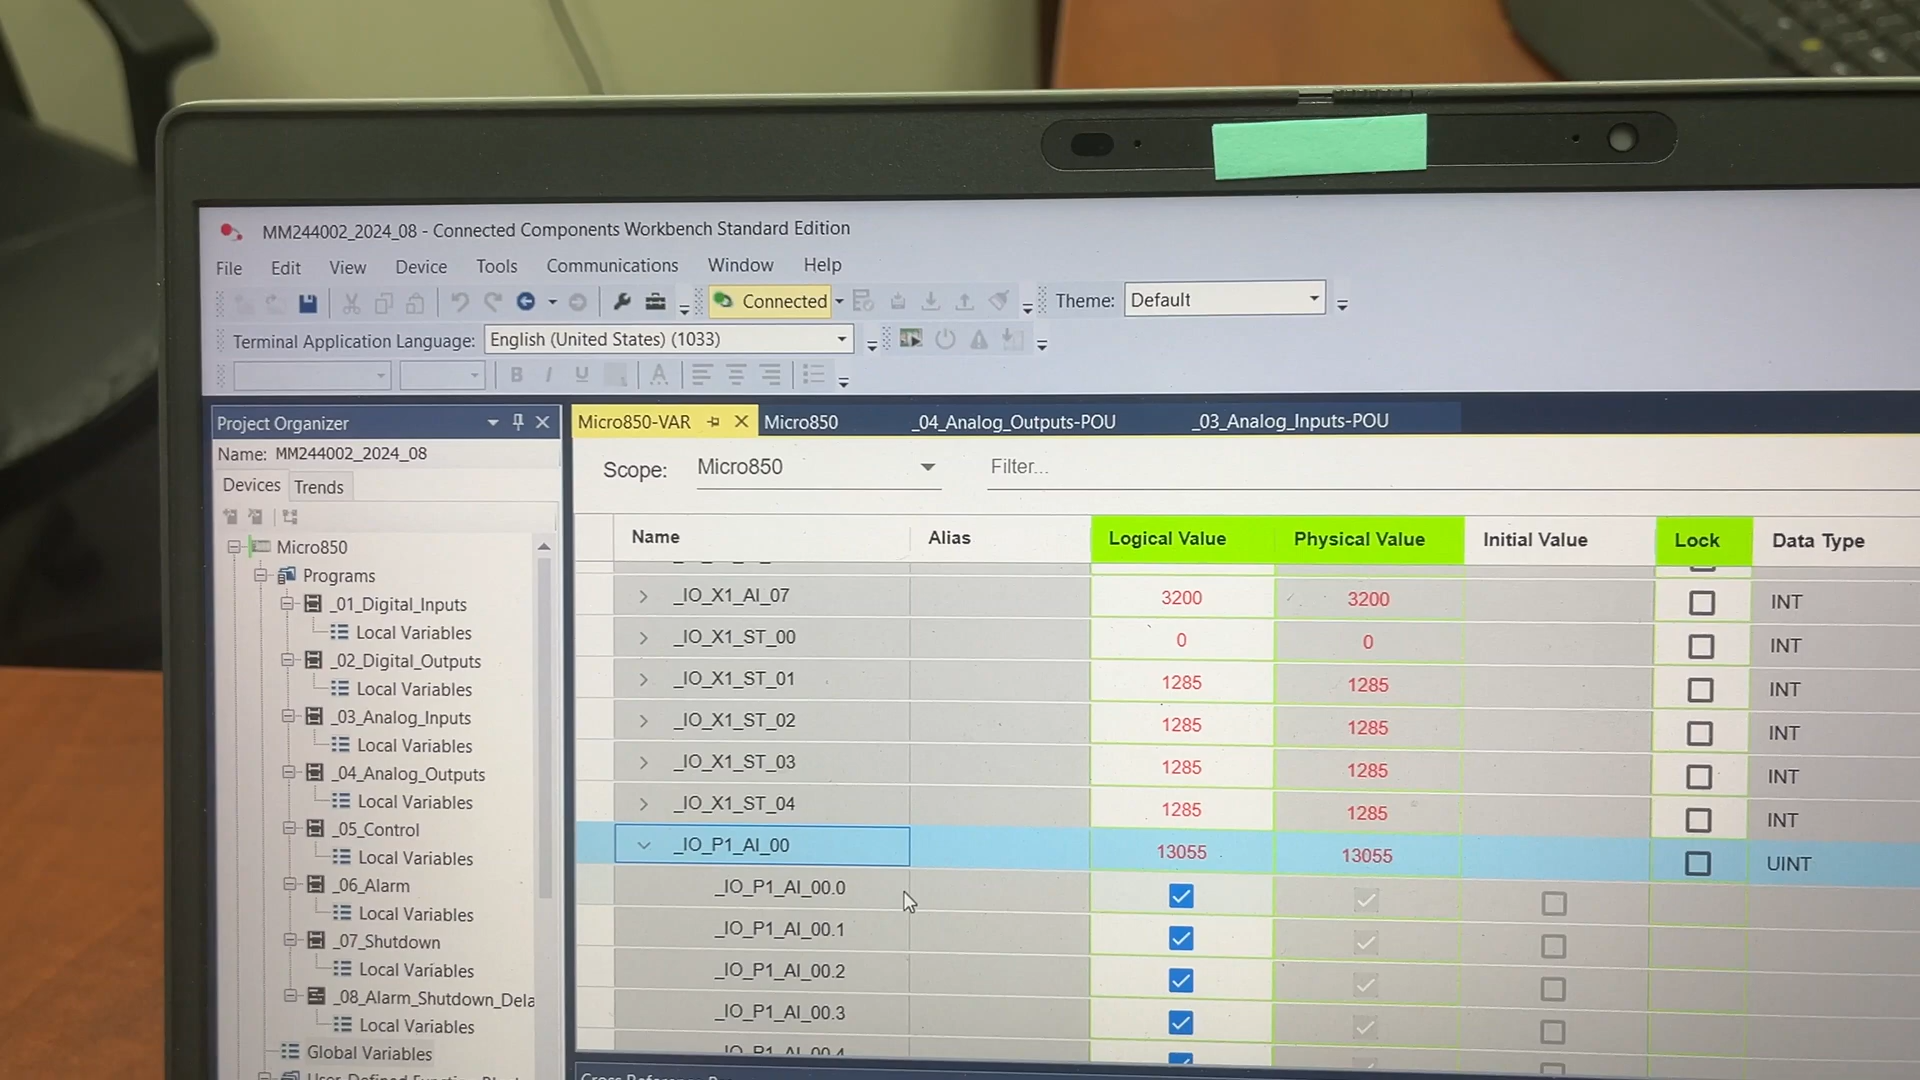 MM244002_2024_08 - Connected Components Workbench Standard Edition
File Edit View Device Tools Communications Window Help
Connected Theme: Default
Terminal Application Language: English (United States) (1033)
B I U A
Project Organizer
Name: MM244002_2024_08
Devices Trends
Micro850
Programs
_01_Digital_Inputs
Local Variables
_02_Digital_Outputs
Local Variables
_03_Analog_Inputs
Local Variables
_04_Analog_Outputs
Local Variables
_05_Control
Local Variables
_06_Alarm
Local Variables
_07_Shutdown
Local Variables
_08_Alarm_Shutdown_Dela
Local Variables
Global Variables
Micro850-VAR Micro850 _04_Analog_Outputs-POU _03_Analog_Inputs-POU
Scope: Micro850 Filter...
Name Alias Logical Value Physical Value Initial Value Lock Data Type
_IO_X1_AI_07 3200 3200 INT
_IO_X1_ST_00 0 0 INT
_IO_X1_ST_01 1285 1285 INT
_IO_X1_ST_02 1285 1285 INT
_IO_X1_ST_03 1285 1285 INT
_IO_X1_ST_04 1285 1285 INT
_IO_P1_AI_00 13055 13055 UINT
_IO_P1_AI_00.0
_IO_P1_AI_00.1
_IO_P1_AI_00.2
_IO_P1_AI_00.3
_IO_P1_AI_00.4